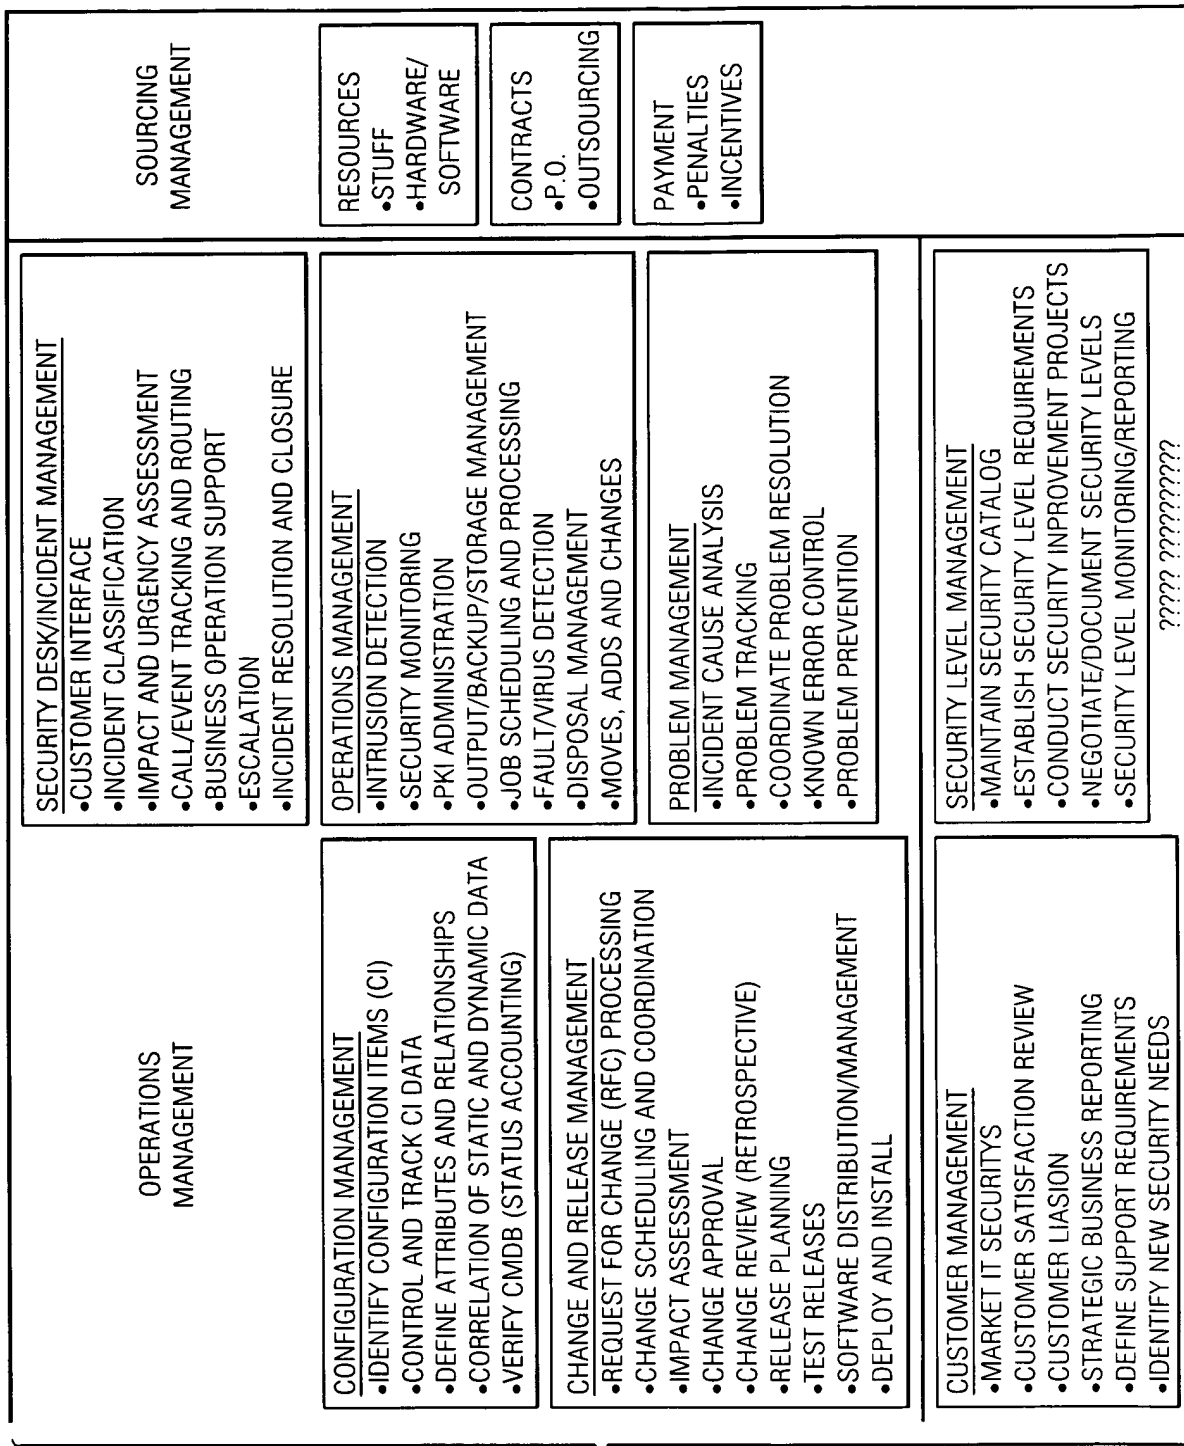 OPERATIONS
MANAGEMENT
SECURITY DESK/INCIDENT MANAGEMENT
•CUSTOMER INTERFACE
•INCIDENT CLASSIFICATION
•IMPACT AND URGENCY ASSESSMENT
•CALL/EVENT TRACKING AND ROUTING
•BUSINESS OPERATION SUPPORT
•ESCALATION
•INCIDENT RESOLUTION AND CLOSURE
SOURCING
MANAGEMENT
CONFIGURATION MANAGEMENT
•IDENTIFY CONFIGURATION ITEMS (CI)
•CONTROL AND TRACK CI DATA
•DEFINE ATTRIBUTES AND RELATIONSHIPS
•CORRELATION OF STATIC AND DYNAMIC DATA
•VERIFY CMDB (STATUS ACCOUNTING)
OPERATIONS MANAGEMENT
•INTRUSION DETECTION
•SECURITY MONITORING
•PKI ADMINISTRATION
•OUTPUT/BACKUP/STORAGE MANAGEMENT
•JOB SCHEDULING AND PROCESSING
•FAULT/VIRUS DETECTION
•DISPOSAL MANAGEMENT
•MOVES, ADDS AND CHANGES
RESOURCES
•STUFF
•HARDWARE/
SOFTWARE
CONTRACTS
•P.O.
•OUTSOURCING
PAYMENT
•PENALTIES
•INCENTIVES
CHANGE AND RELEASE MANAGEMENT
•REQUEST FOR CHANGE (RFC) PROCESSING
•CHANGE SCHEDULING AND COORDINATION
•IMPACT ASSESSMENT
•CHANGE APPROVAL
•CHANGE REVIEW (RETROSPECTIVE)
•RELEASE PLANNING
•TEST RELEASES
•SOFTWARE DISTRIBUTION/MANAGEMENT
•DEPLOY AND INSTALL
PROBLEM MANAGEMENT
•INCIDENT CAUSE ANALYSIS
•PROBLEM TRACKING
•COORDINATE PROBLEM RESOLUTION
•KNOWN ERROR CONTROL
•PROBLEM PREVENTION
CUSTOMER MANAGEMENT
•MARKET IT SECURITYS
•CUSTOMER SATISFACTION REVIEW
•CUSTOMER LIASION
•STRATEGIC BUSINESS REPORTING
•DEFINE SUPPORT REQUIREMENTS
•IDENTIFY NEW SECURITY NEEDS
SECURITY LEVEL MANAGEMENT
•MAINTAIN SECURITY CATALOG
•ESTABLISH SECURITY LEVEL REQUIREMENTS
•CONDUCT SECURITY INPROVEMENT PROJECTS
•NEGOTIATE/DOCUMENT SECURITY LEVELS
•SECURITY LEVEL MONITORING/REPORTING
????? ??????????